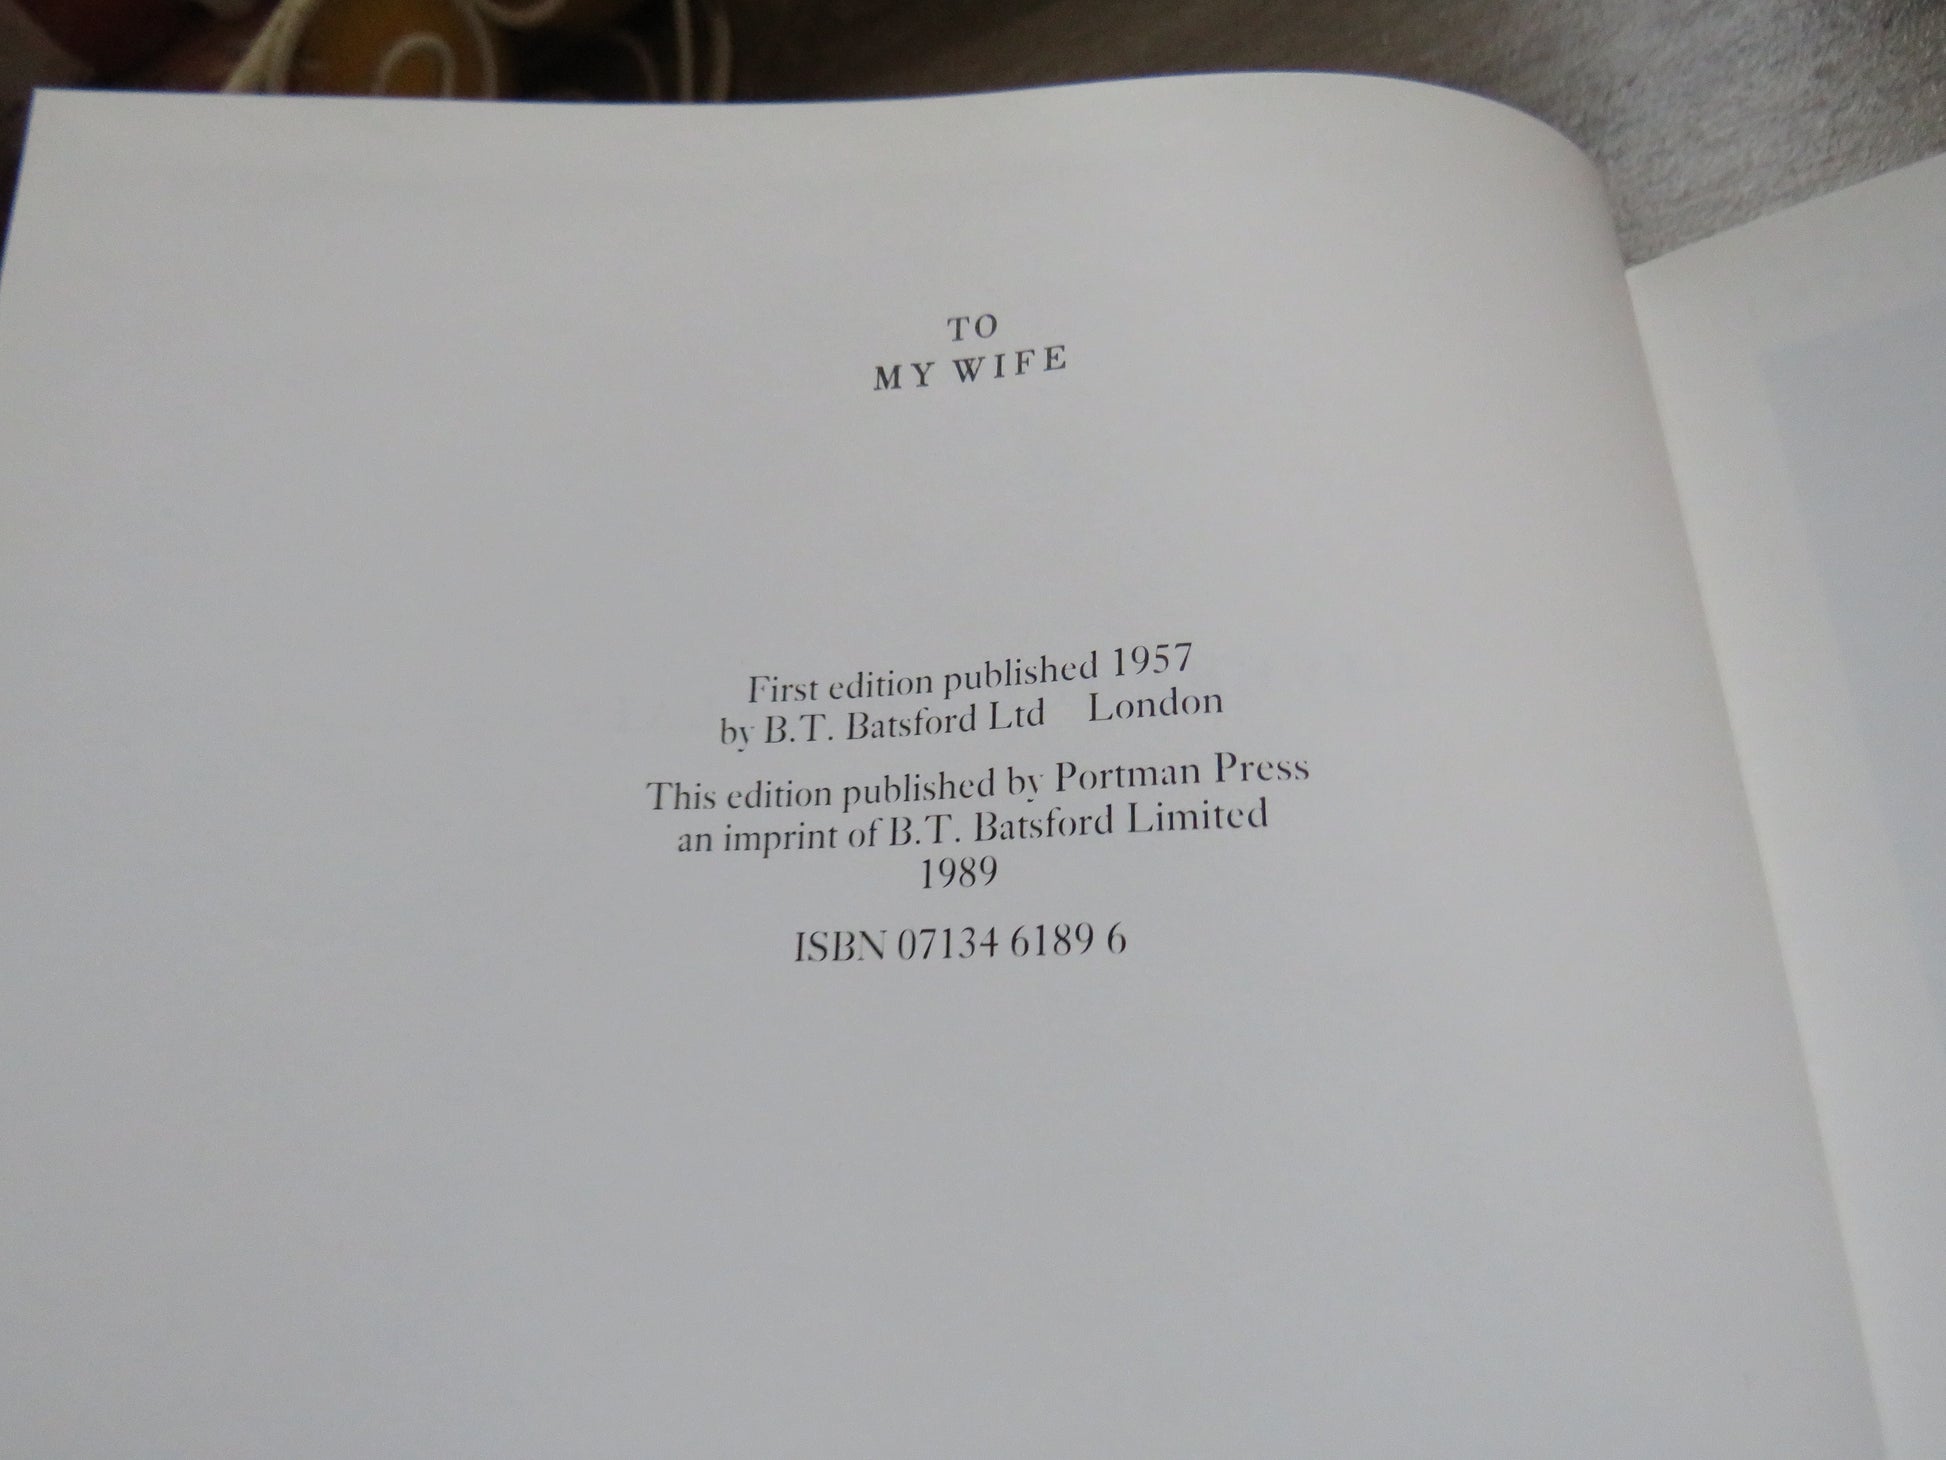 TO
MY WIFE
First edition published 1957
by B.T. Batsford Ltd London
This edition published by Portman Press
an imprint of B.T. Batsford Limited
1989
ISBN 07134 6189 6